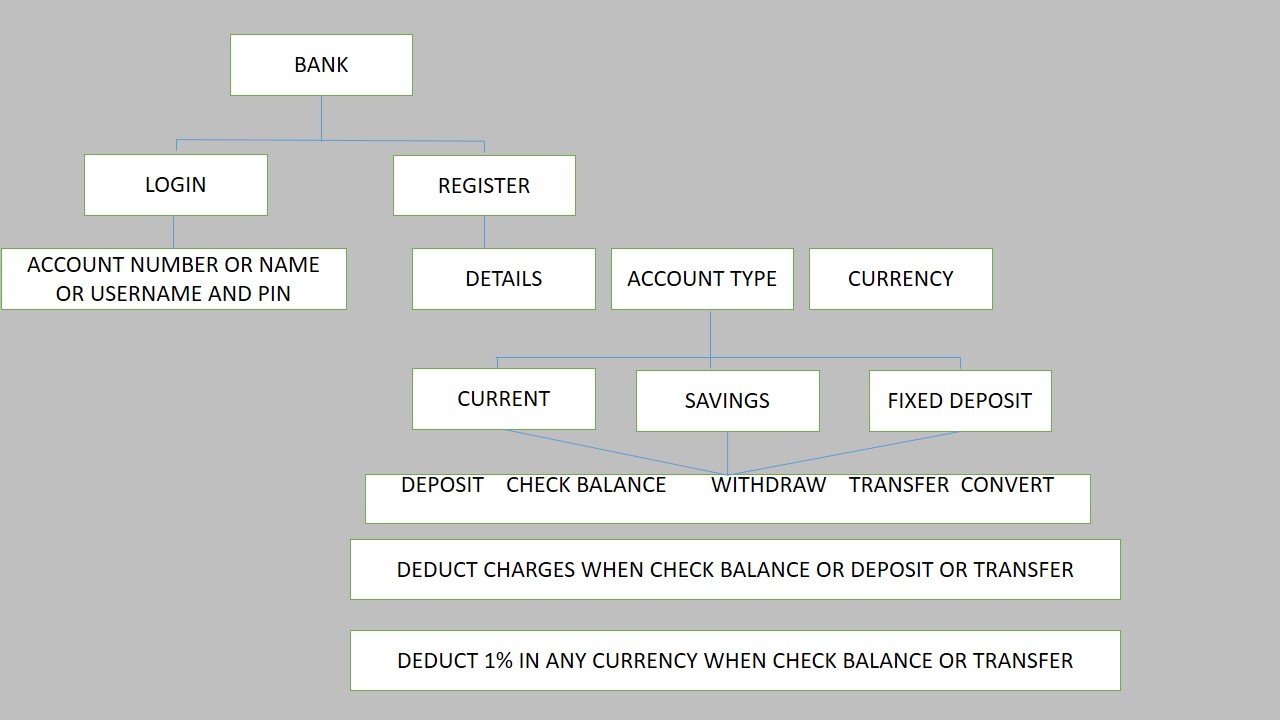 BANK
LOGIN
REGISTER
ACCOUNT NUMBER OR NAME
OR USERNAME AND PIN
DETAILS
ACCOUNT TYPE
CURRENCY
CURRENT
SAVINGS
FIXED DEPOSIT
DEPOSIT CHECK BALANCE WITHDRAW TRANSFER CONVERT
DEDUCT CHARGES WHEN CHECK BALANCE OR DEPOSIT OR TRANSFER
DEDUCT 1% IN ANY CURRENCY WHEN CHECK BALANCE OR TRANSFER